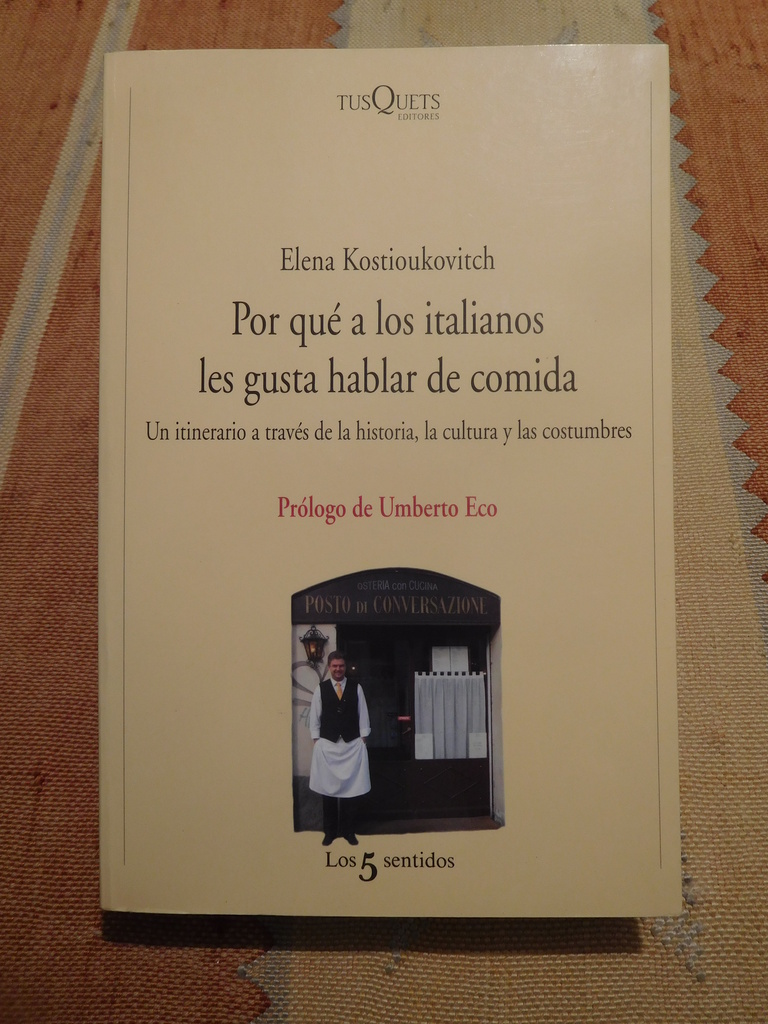 TUSQUETS
EDITORES
Elena Kostioukovitch
Por qué a los italianos
les gusta hablar de comida
Un itinerario a través de la historia, la cultura y las costumbres
Prólogo de Umberto Eco
OSTERIA con CUCINA
POSTO DI CONVERSAZIONE
Los 5 sentidos